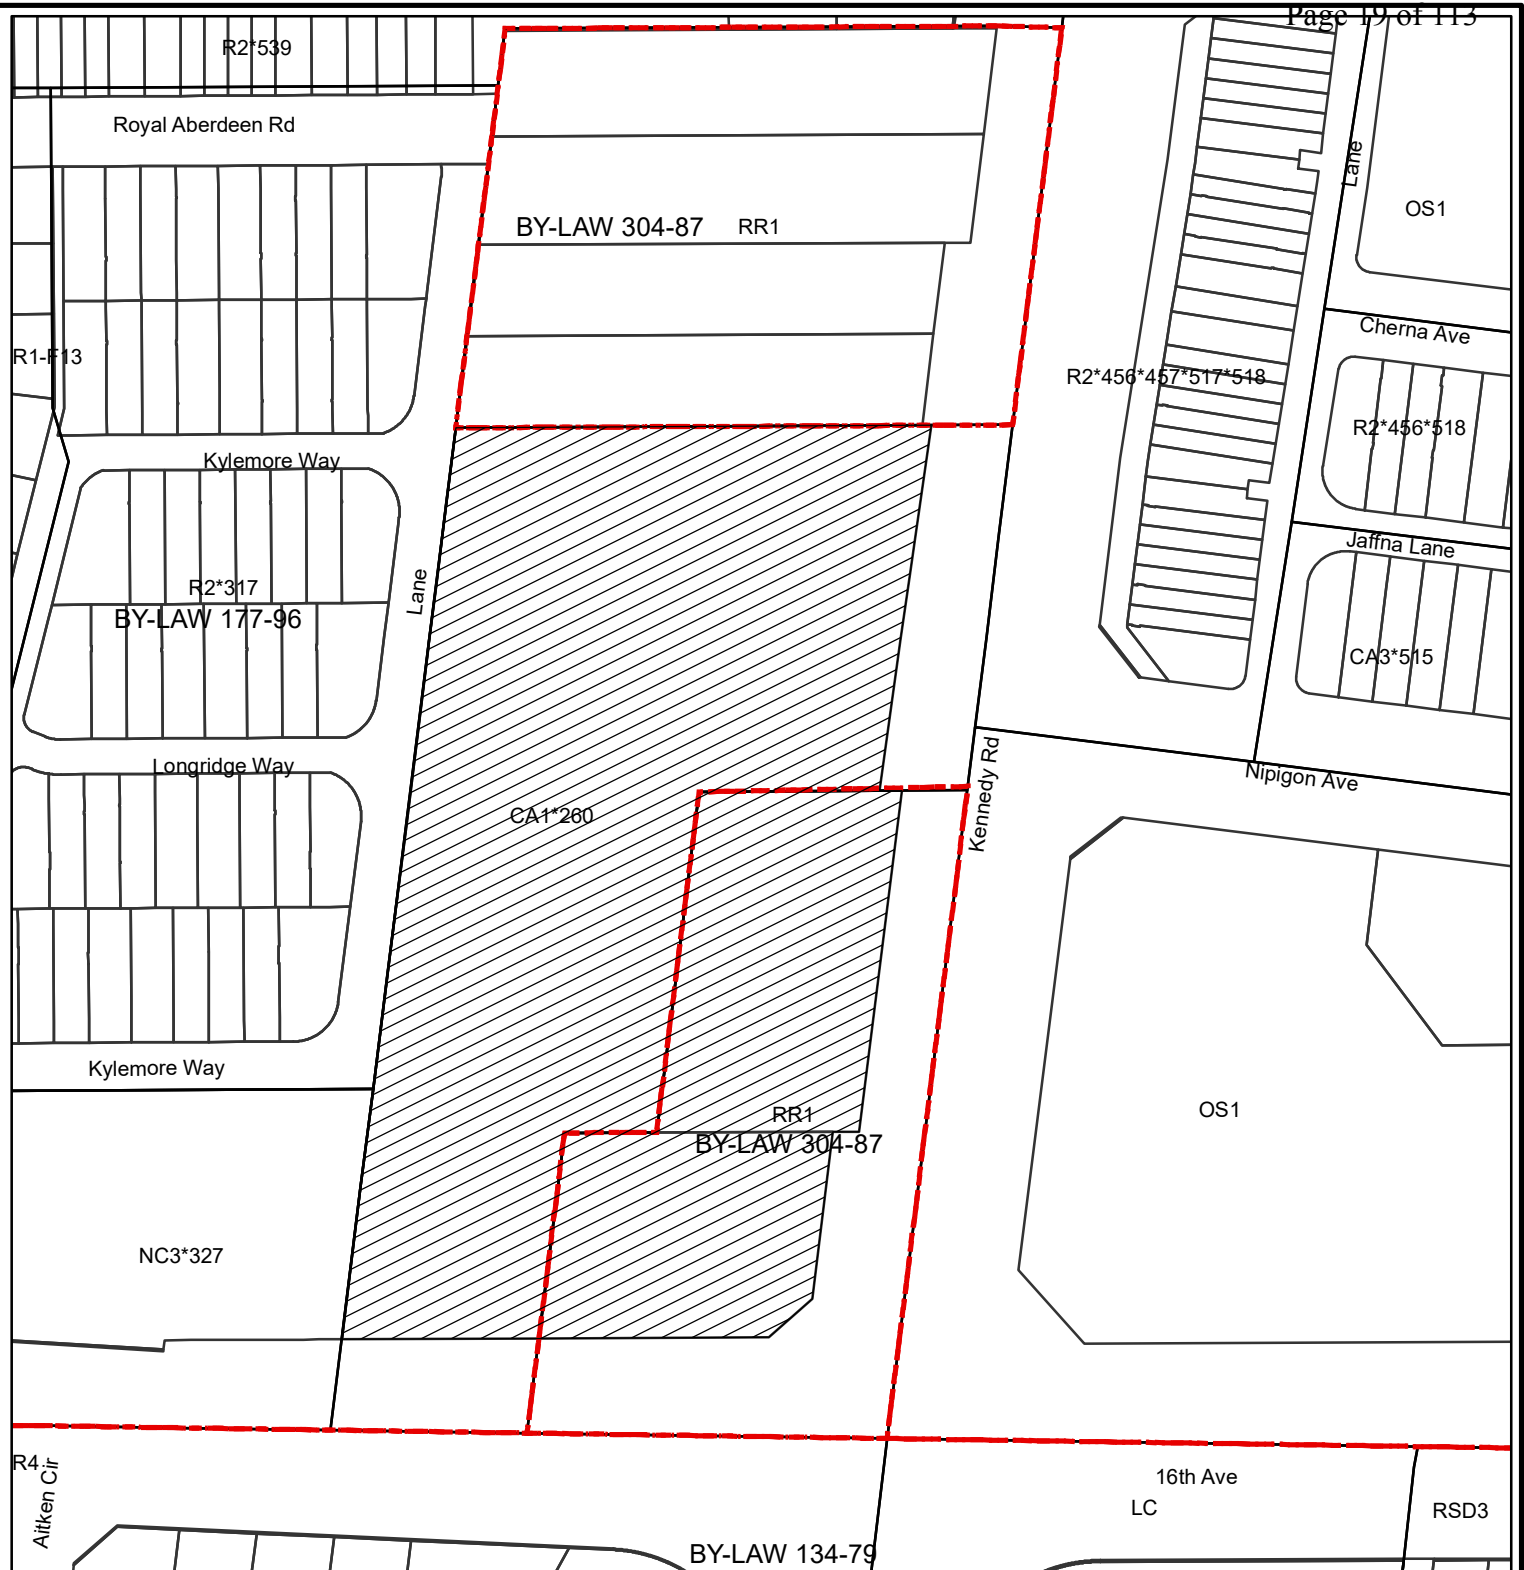 Page 19 of 113
R2*539
Royal Aberdeen Rd
Lane
OS1
BY-LAW 304-87 RR1
Cherna Ave
R1-F13
R2*456*457*517*518
R2*456*518
Kylemore Way
Jaffna Lane
Lane
R2*317
BY-LAW 177-96
CA3*515
Kennedy Rd
Longridge Way
Nipigon Ave
CA1*260
Kylemore Way
RR1
BY-LAW 304-87
OS1
NC3*327
R4
Aitken Cir
16th Ave
LC
RSD3
BY-LAW 134-79